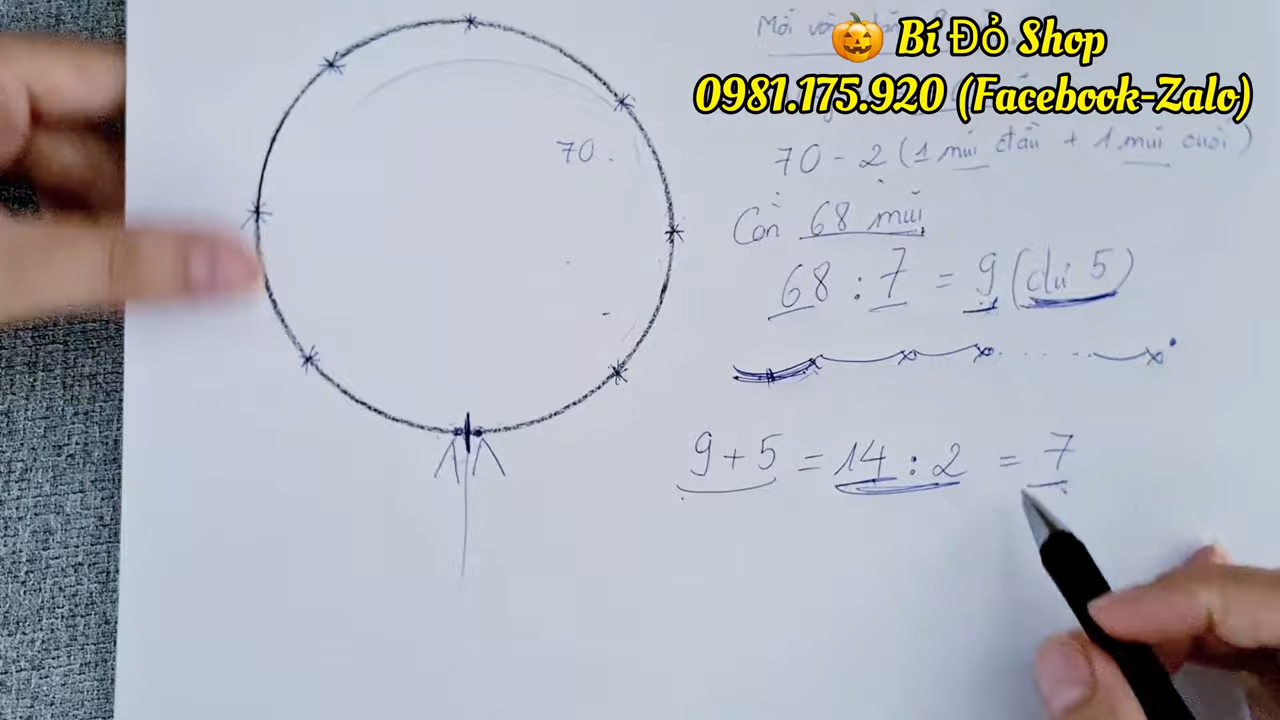 Mỗi
🎃 Bí Đỏ Shop
0981.175.920 (Facebook-Zalo)
70 - 2 (1 mũi đầu + 1 mũi cuối)
70.
Còn 68 mũi
68 : 7 = 9 (dư 5)
9 + 5 = 14 : 2 = 7